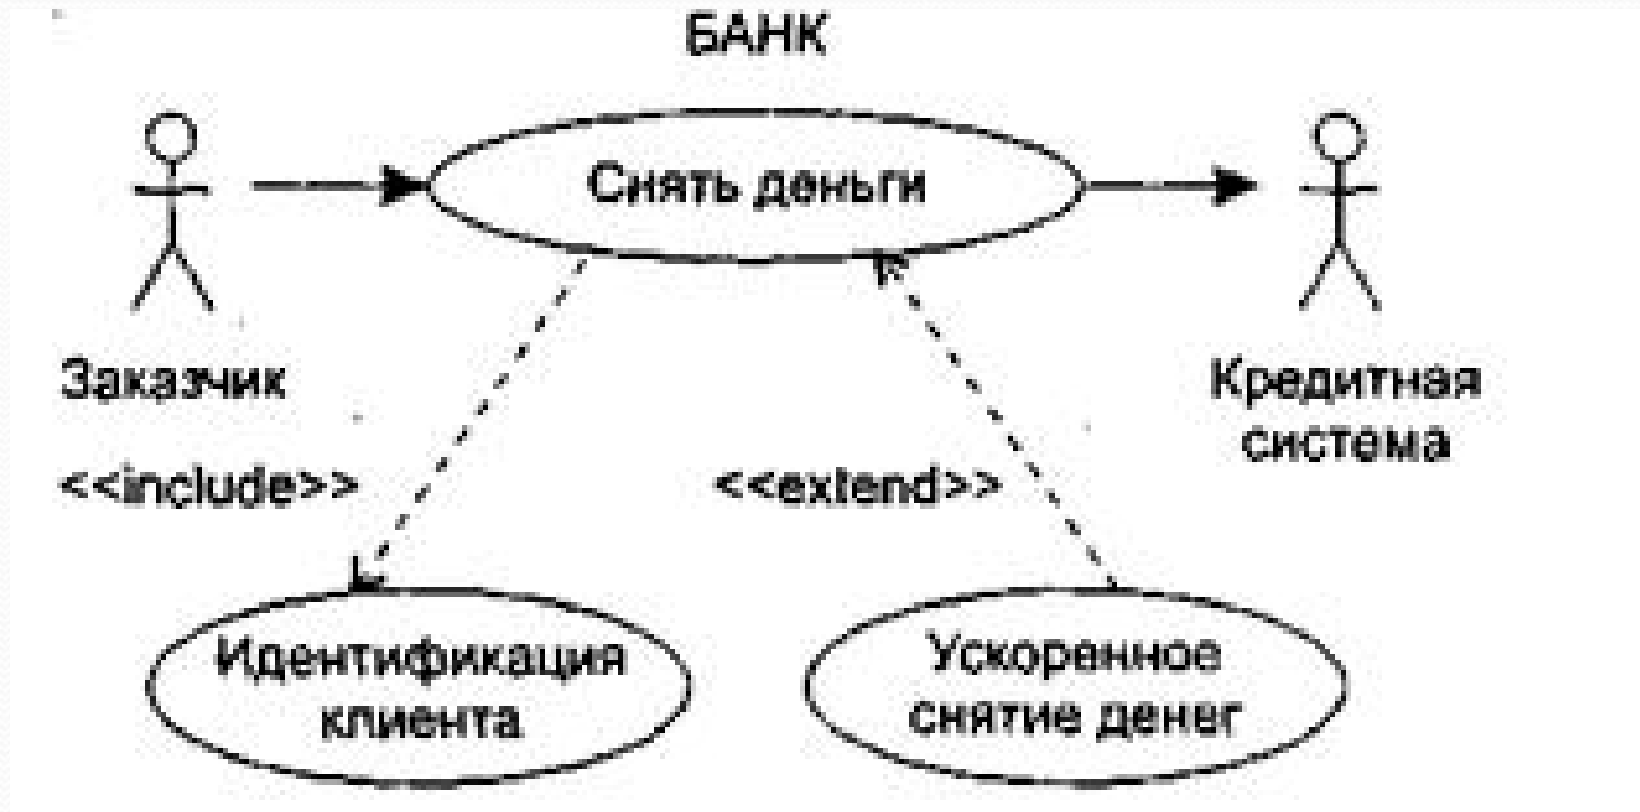 БАНК
Снять деньги
Заказчик
Кредитная
система
<<include>>
<<extend>>
Идентификация
клиента
Ускоренное
снятие денег